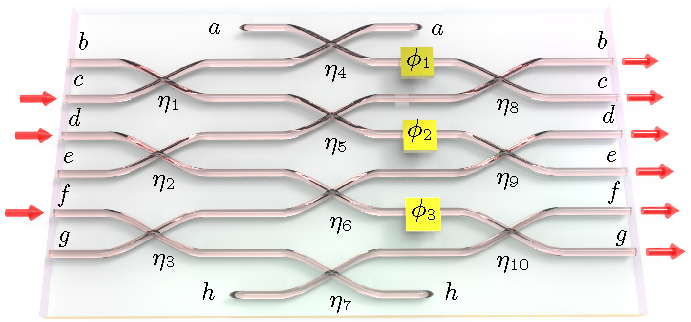 a a
b b
ϕ₁
c c
η₄
η₁ η₈
d d
ϕ₂
η₅
e e
η₂ η₉
f f
ϕ₃
η₆
g g
η₃ η₁₀
h h
η₇